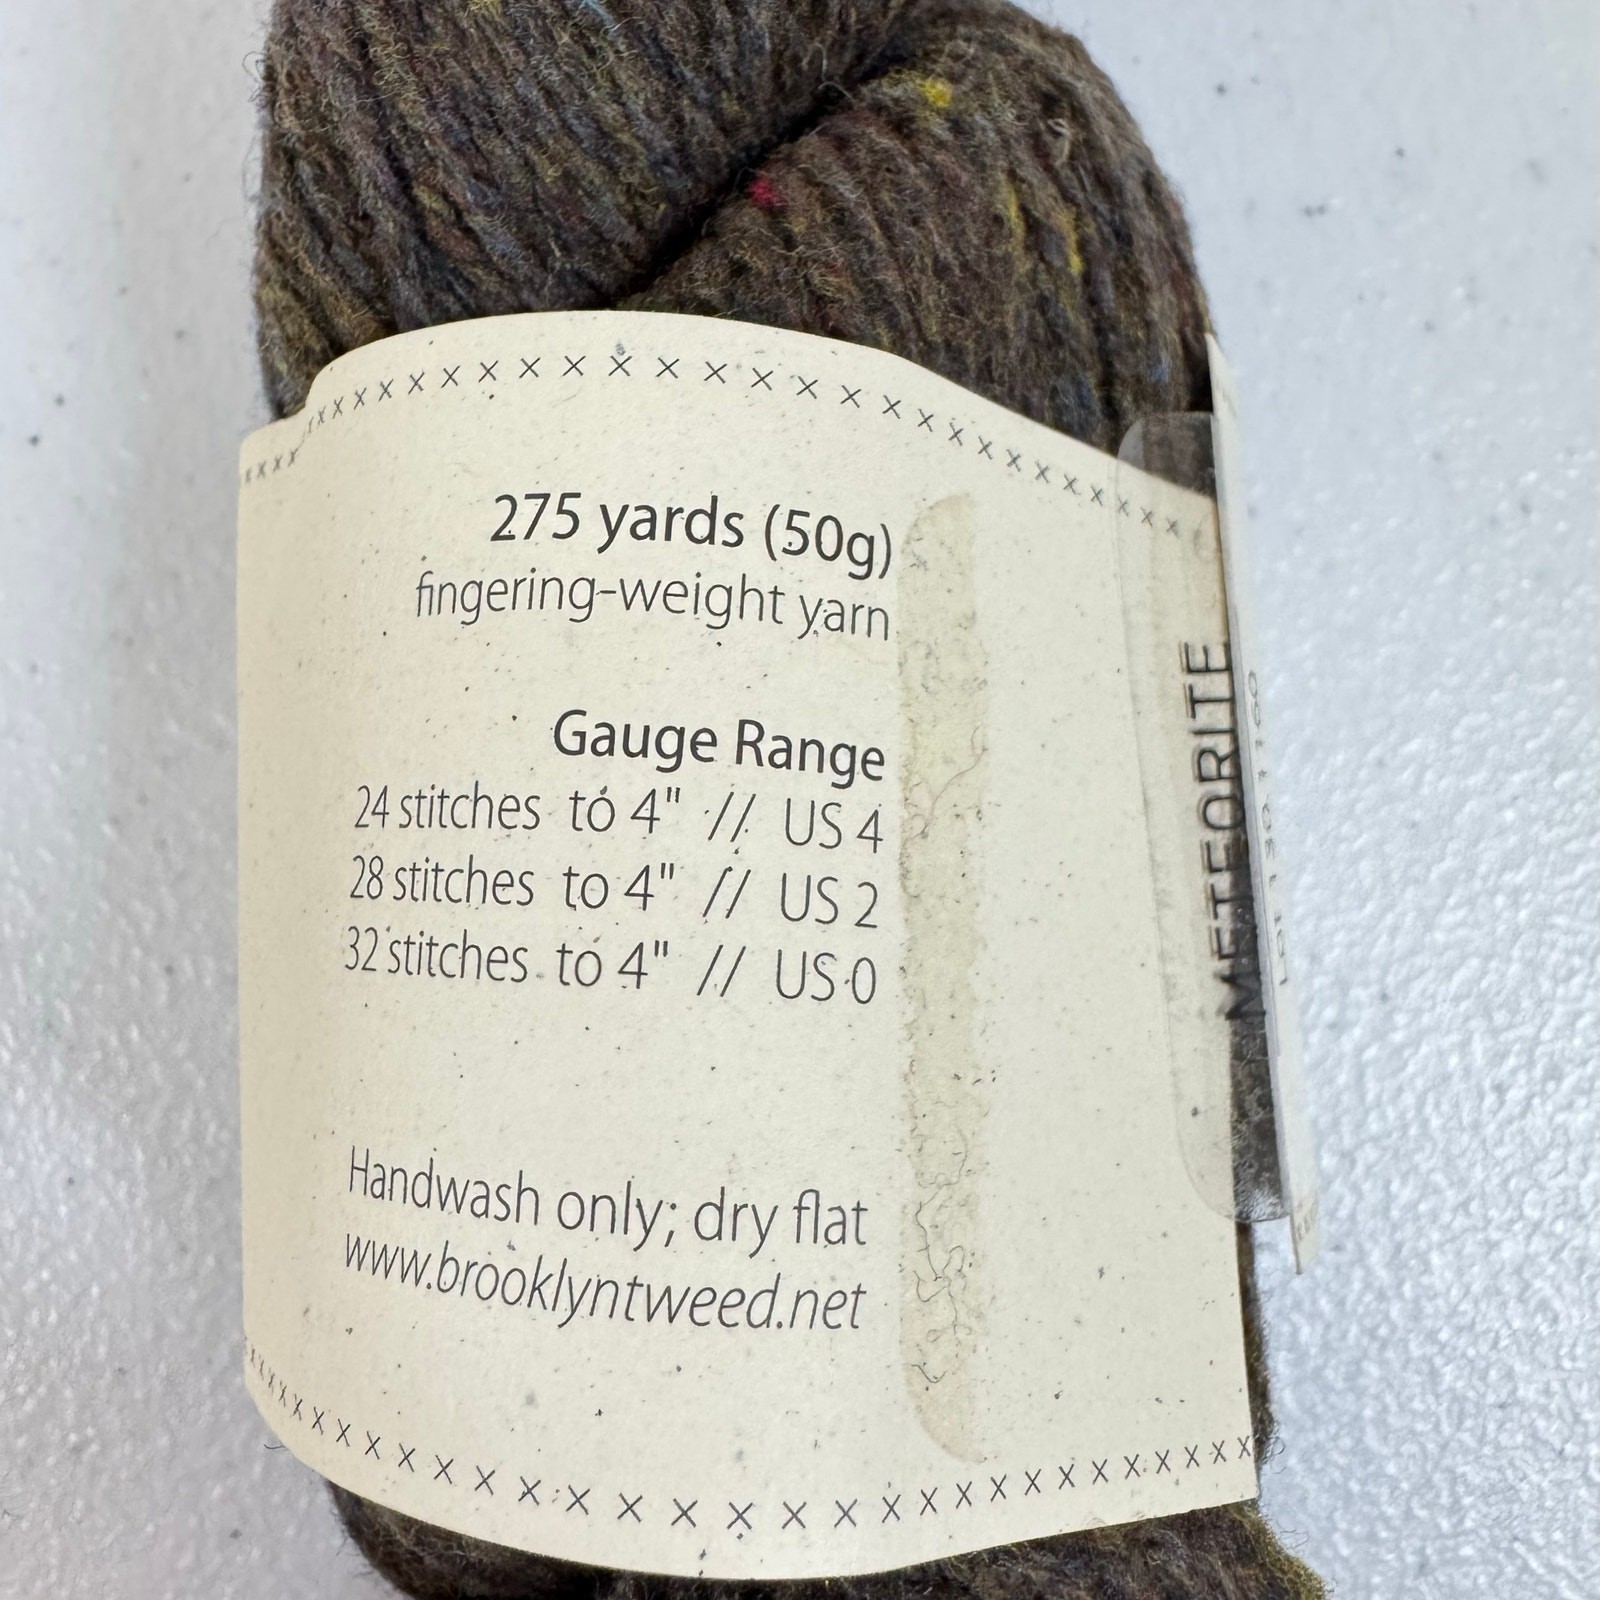 275 yards (50g)
fingering-weight yarn
Gauge Range
24 stitches to 4" // US 4
28 stitches to 4" // US 2
32 stitches to 4" // US 0
Handwash only; dry flat
www.brooklyntweed.net
METEORITE